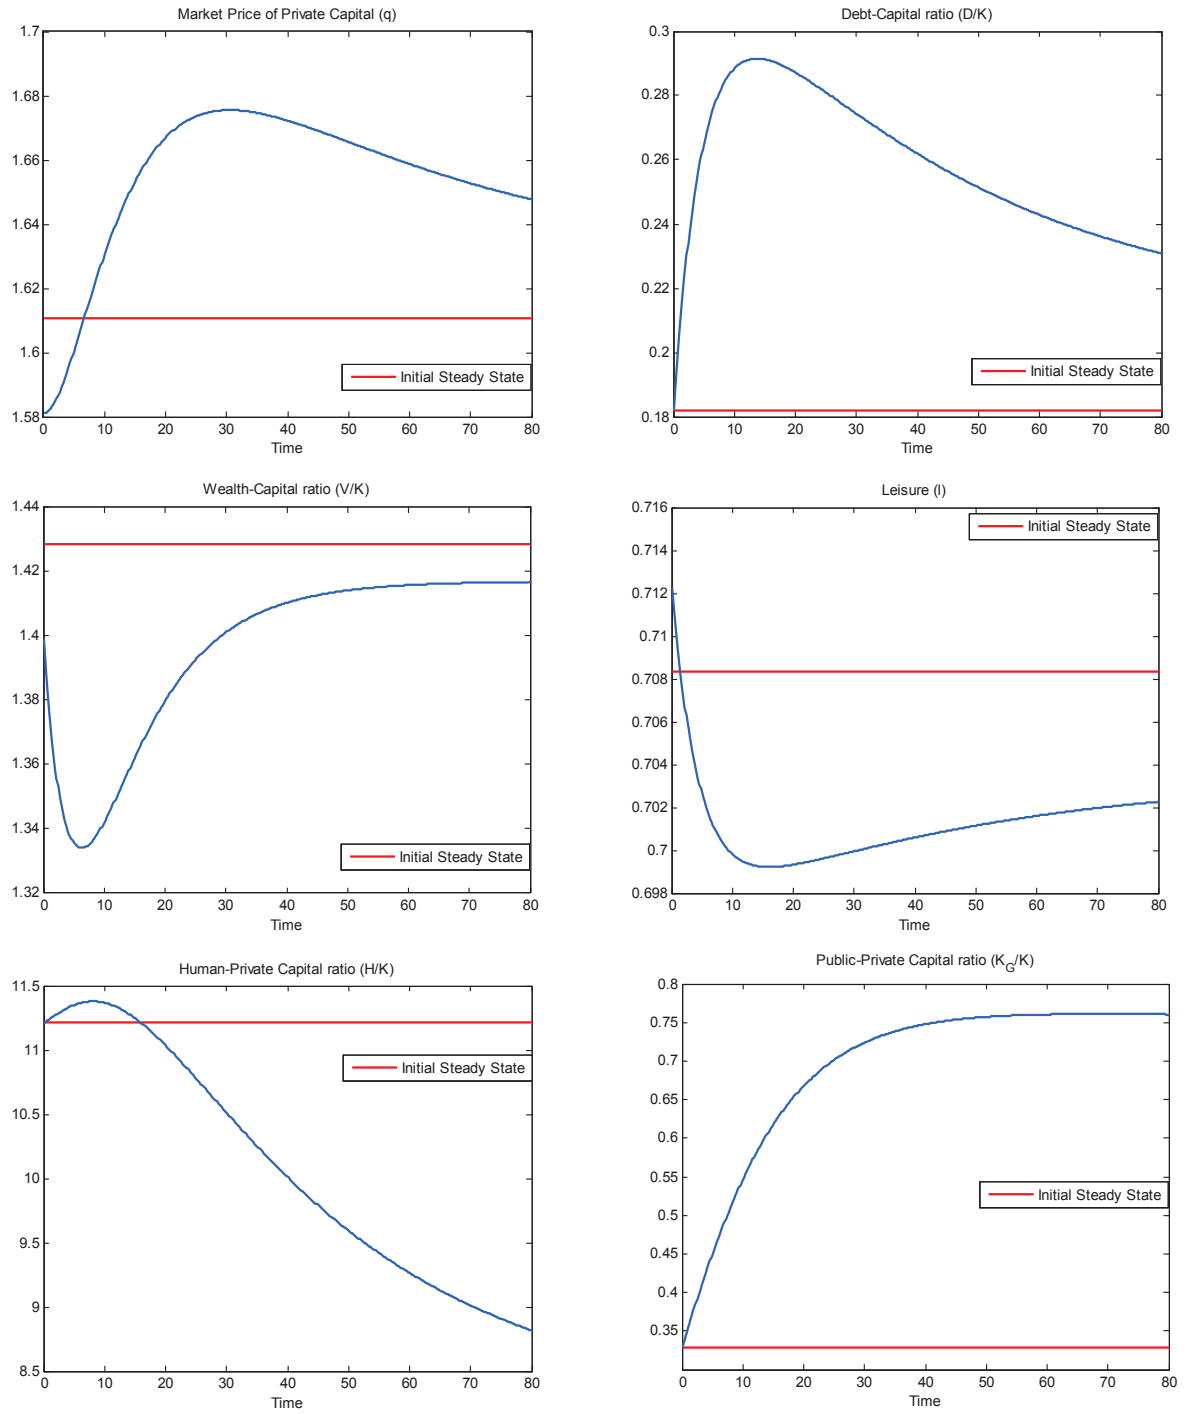 Market Price of Private Capital (q)
1.7
1.68
1.66
1.64
1.62
1.6
1.58
Initial Steady State
0 10 20 30 40 50 60 70 80
Time
Debt-Capital ratio (D/K)
0.3
0.28
0.26
0.24
0.22
0.2
0.18
Initial Steady State
0 10 20 30 40 50 60 70 80
Time
Wealth-Capital ratio (V/K)
1.44
1.42
1.4
1.38
1.36
1.34
1.32
Initial Steady State
0 10 20 30 40 50 60 70 80
Time
Leisure (l)
0.716
0.714
0.712
0.71
0.708
0.706
0.704
0.702
0.7
0.698
Initial Steady State
0 10 20 30 40 50 60 70 80
Time
Human-Private Capital ratio (H/K)
11.5
11
10.5
10
9.5
9
8.5
Initial Steady State
0 10 20 30 40 50 60 70 80
Time
Public-Private Capital ratio (K_G/K)
0.8
0.75
0.7
0.65
0.6
0.55
0.5
0.45
0.4
0.35
Initial Steady State
0 10 20 30 40 50 60 70 80
Time